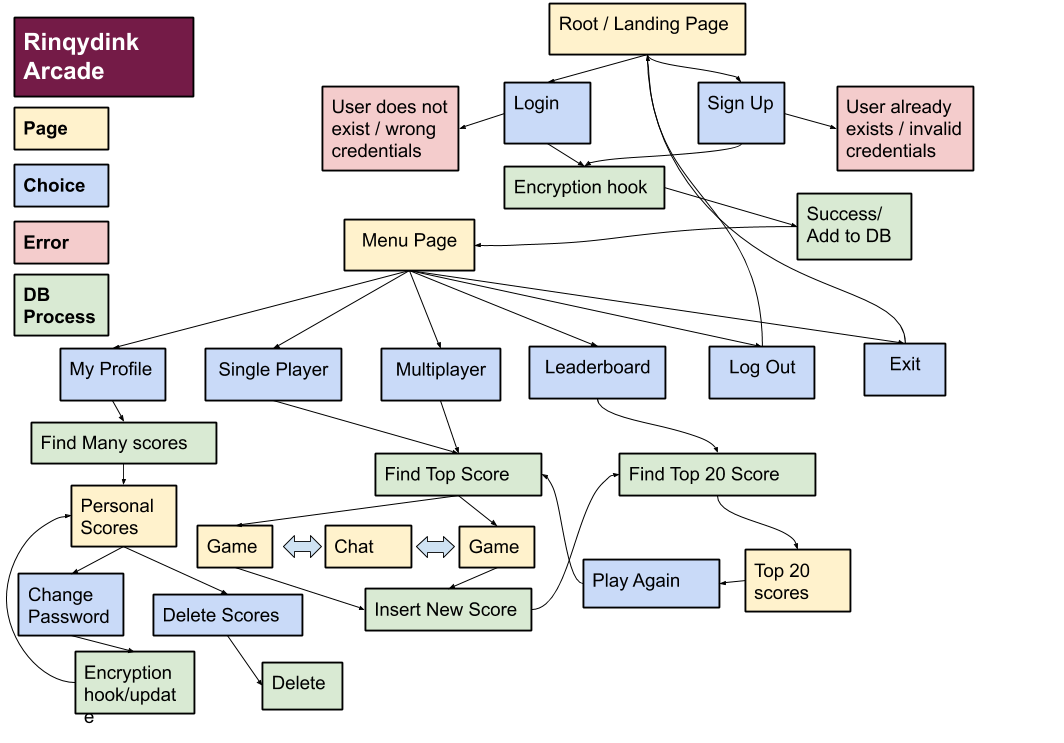 Rinqydink
Arcade
Page
Choice
Error
DB
Process
Root / Landing Page
Login
Sign Up
User does not
exist / wrong
credentials
User already
exists / invalid
credentials
Encryption hook
Success/
Add to DB
Menu Page
My Profile
Single Player
Multiplayer
Leaderboard
Log Out
Exit
Find Many scores
Find Top Score
Find Top 20 Score
Personal
Scores
Game
Chat
Game
Play Again
Top 20
scores
Change
Password
Delete Scores
Insert New Score
Encryption
hook/updat
e
Delete